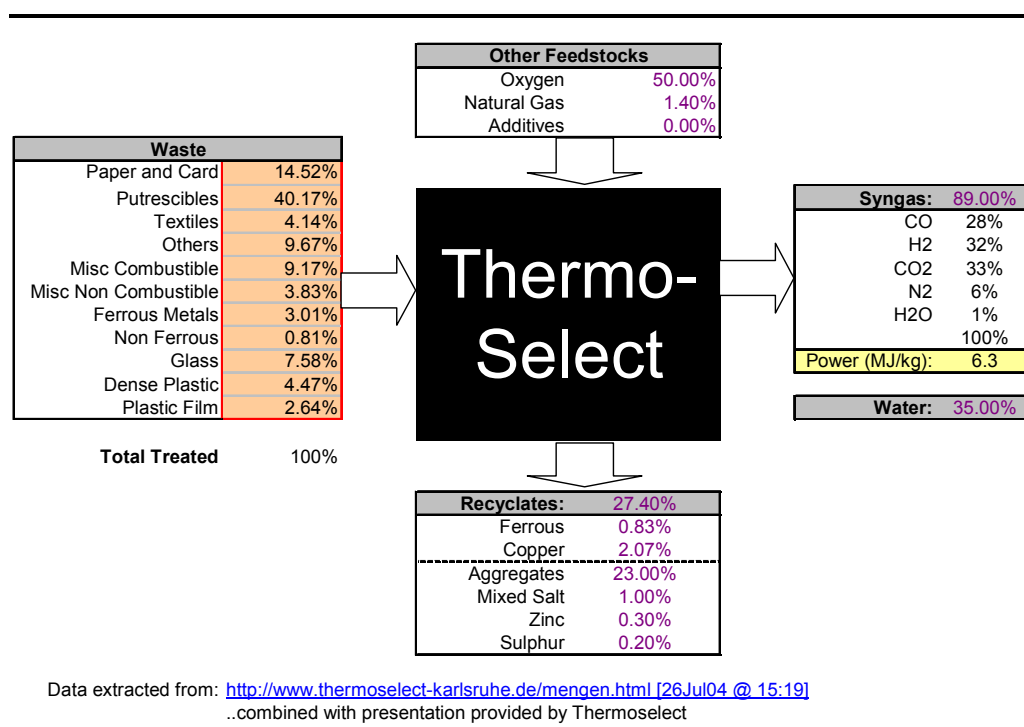 Other Feedstocks
Oxygen 50.00%
Natural Gas 1.40%
Additives 0.00%
Waste
Paper and Card 14.52%
Putrescibles 40.17%
Textiles 4.14%
Others 9.67%
Misc Combustible 9.17%
Misc Non Combustible 3.83%
Ferrous Metals 3.01%
Non Ferrous 0.81%
Glass 7.58%
Dense Plastic 4.47%
Plastic Film 2.64%
Total Treated 100%
Thermo-
Select
Syngas: 89.00%
CO 28%
H2 32%
CO2 33%
N2 6%
H2O 1%
100%
Power (MJ/kg): 6.3
Water: 35.00%
Recyclates: 27.40%
Ferrous 0.83%
Copper 2.07%
Aggregates 23.00%
Mixed Salt 1.00%
Zinc 0.30%
Sulphur 0.20%
Data extracted from: http://www.thermoselect-karlsruhe.de/mengen.html [26Jul04 @ 15:19]
..combined with presentation provided by Thermoselect